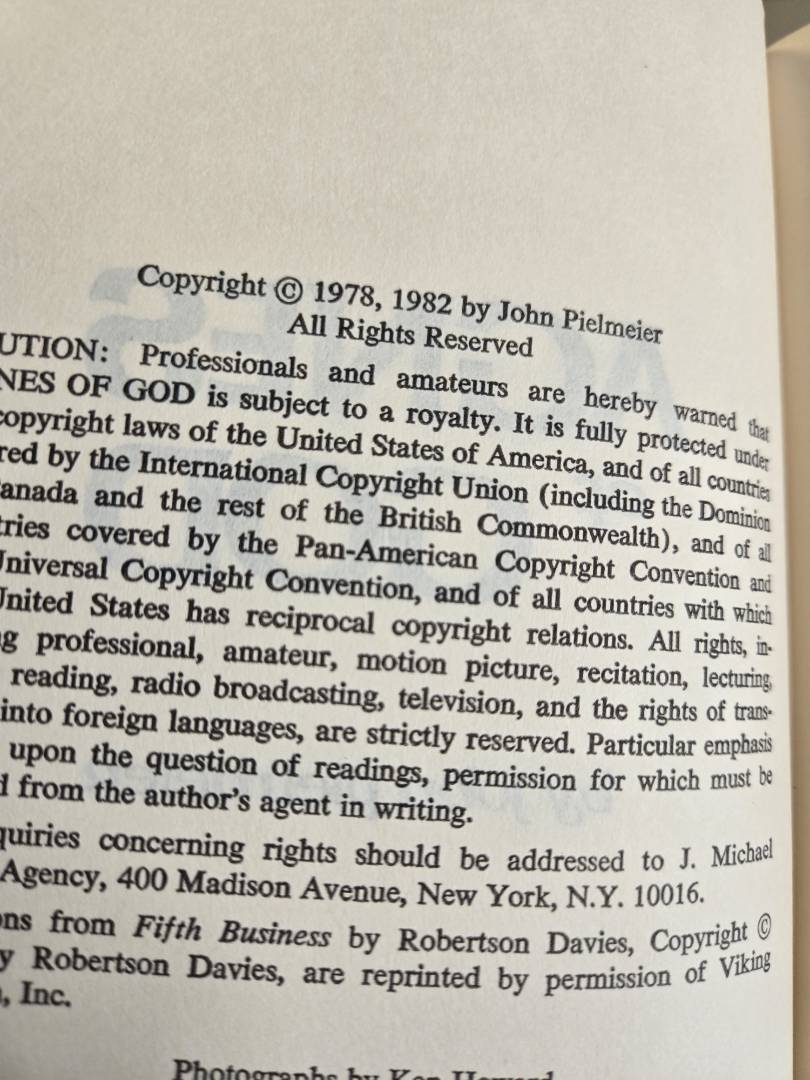 Copyright © 1978, 1982 by John Pielmeier
All Rights Reserved
UTION: Professionals and amateurs are hereby warned that
NES OF GOD is subject to a royalty. It is fully protected under
copyright laws of the United States of America, and of all countries
red by the International Copyright Union (including the Dominion
anada and the rest of the British Commonwealth), and of all
tries covered by the Pan-American Copyright Convention and
Universal Copyright Convention, and of all countries with which
United States has reciprocal copyright relations. All rights, in-
g professional, amateur, motion picture, recitation, lecturing,
reading, radio broadcasting, television, and the rights of trans-
into foreign languages, are strictly reserved. Particular emphasis
upon the question of readings, permission for which must be
d from the author's agent in writing.
quiries concerning rights should be addressed to J. Michael
Agency, 400 Madison Avenue, New York, N.Y. 10016.
ons from Fifth Business by Robertson Davies, Copyright ©
y Robertson Davies, are reprinted by permission of Viking
, Inc.
Photographs by Ken Howard